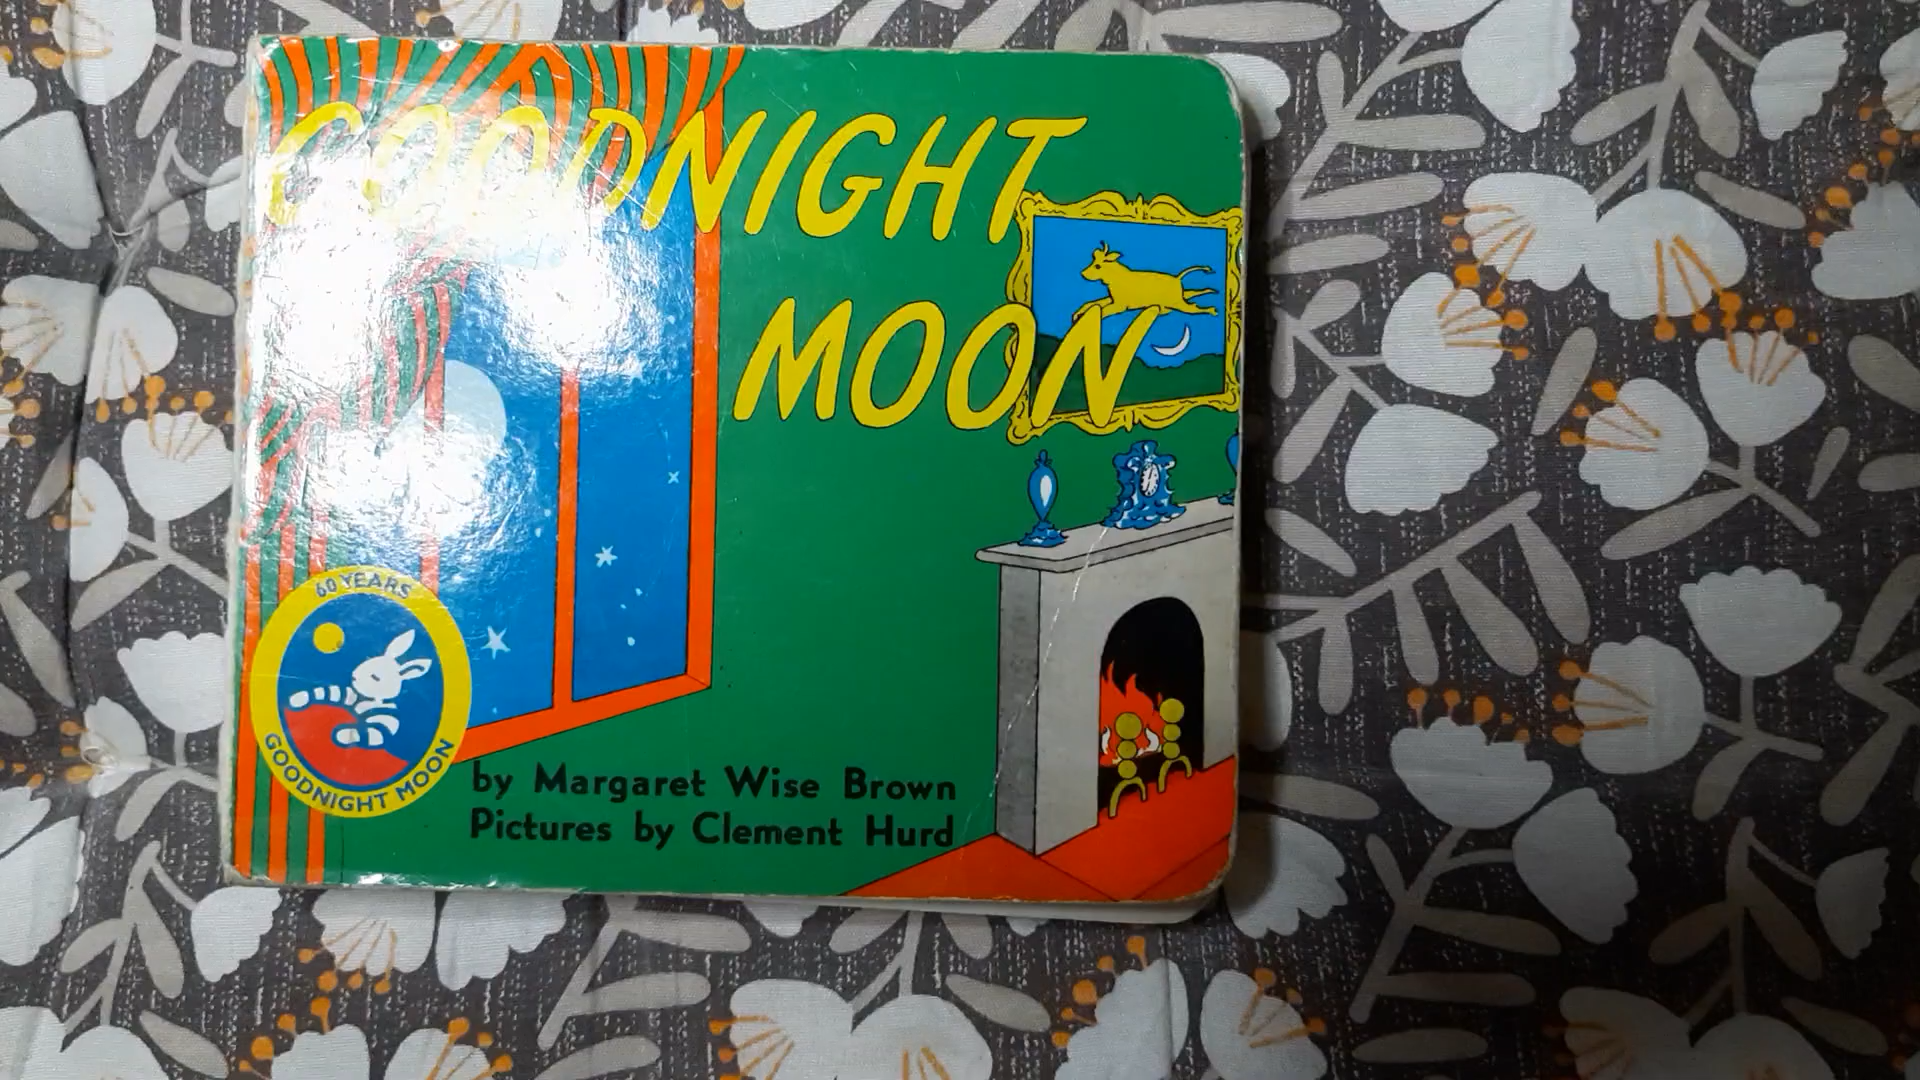 GOODNIGHT
MOON
60 YEARS
GOODNIGHT MOON
by Margaret Wise Brown
Pictures by Clement Hurd